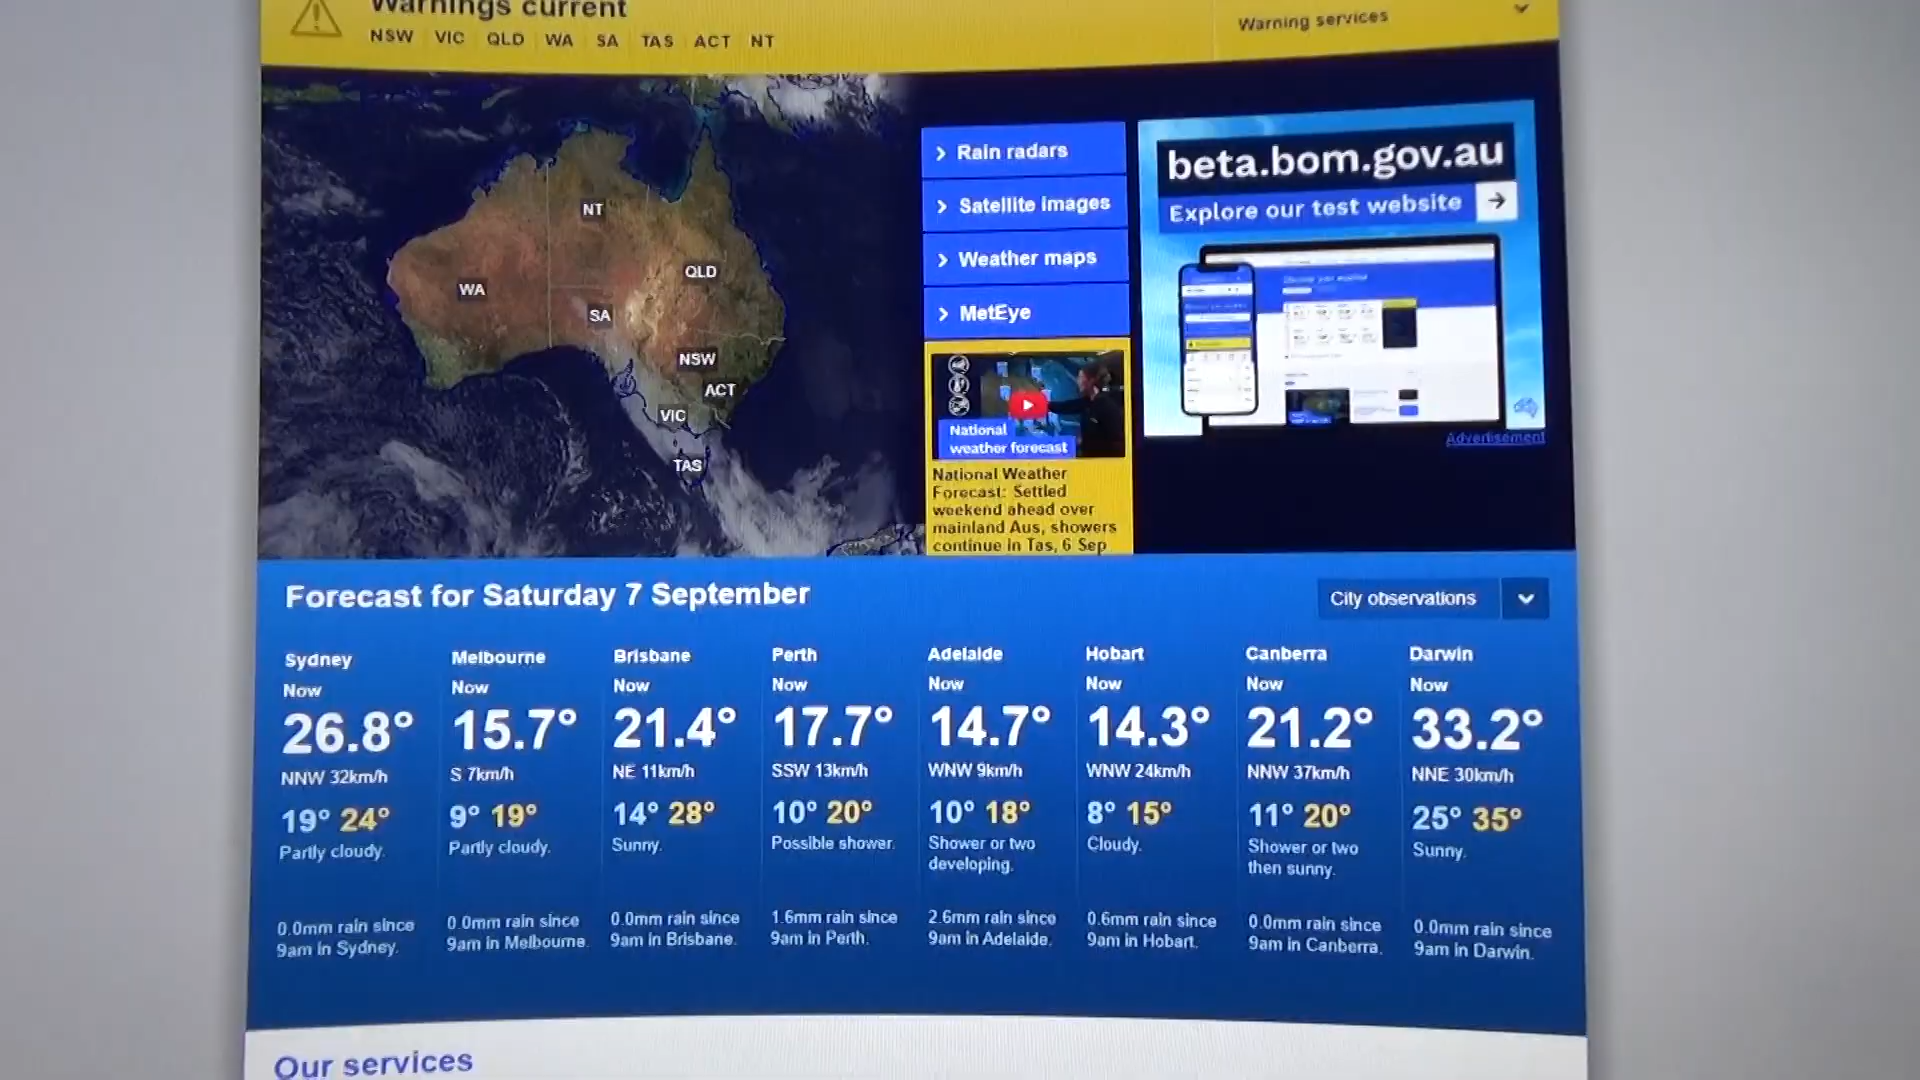 Warnings current
NSW VIC QLD WA SA TAS ACT NT
Warning services
NT
QLD
WA
SA
NSW
ACT
VIC
TAS
Rain radars
Satellite images
Weather maps
MetEye
National
weather forecast
National Weather
Forecast: Settled
weekend ahead over
mainland Aus, showers
continue in Tas, 6 Sep
beta.bom.gov.au
Explore our test website
Advertisement
Forecast for Saturday 7 September
City observations
Sydney
Now
26.8°
NNW 32km/h
19° 24°
Partly cloudy.
0.0mm rain since
9am in Sydney.
Melbourne
Now
15.7°
S 7km/h
9° 19°
Partly cloudy.
0.0mm rain since
9am in Melbourne.
Brisbane
Now
21.4°
NE 11km/h
14° 28°
Sunny.
0.0mm rain since
9am in Brisbane.
Perth
Now
17.7°
SSW 13km/h
10° 20°
Possible shower.
1.6mm rain since
9am in Perth.
Adelaide
Now
14.7°
WNW 9km/h
10° 18°
Shower or two
developing.
2.6mm rain since
9am in Adelaide.
Hobart
Now
14.3°
WNW 24km/h
8° 15°
Cloudy.
0.6mm rain since
9am in Hobart.
Canberra
Now
21.2°
NNW 37km/h
11° 20°
Shower or two
then sunny.
0.0mm rain since
9am in Canberra.
Darwin
Now
33.2°
NNE 30km/h
25° 35°
Sunny.
0.0mm rain since
9am in Darwin.
Our services